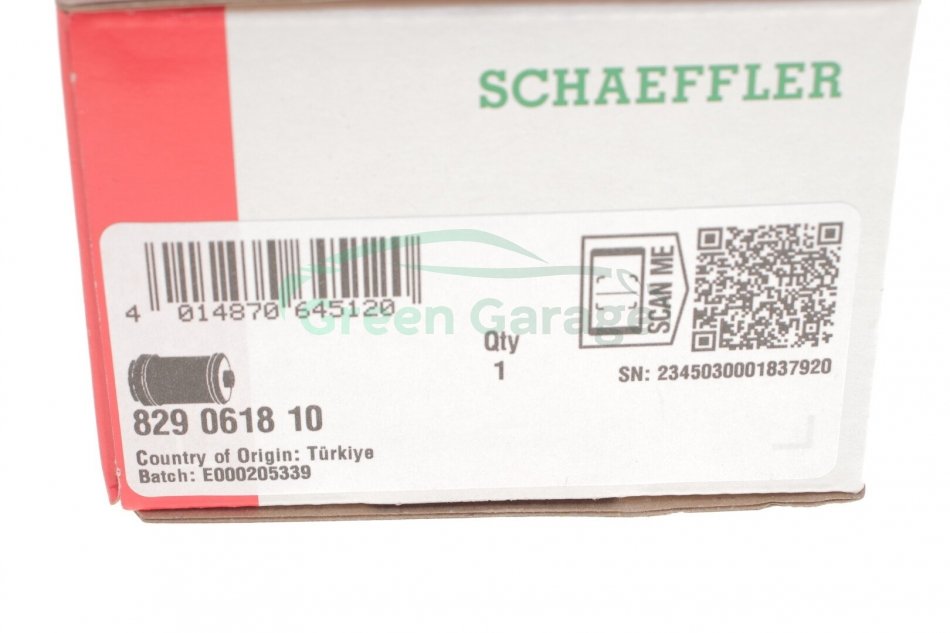 SCHAEFFLER
4 014870 645120
Green Garage
SCAN ME
Qty
1
SN: 2345030001837920
829 0618 10
Country of Origin: Türkiye
Batch: E000205339